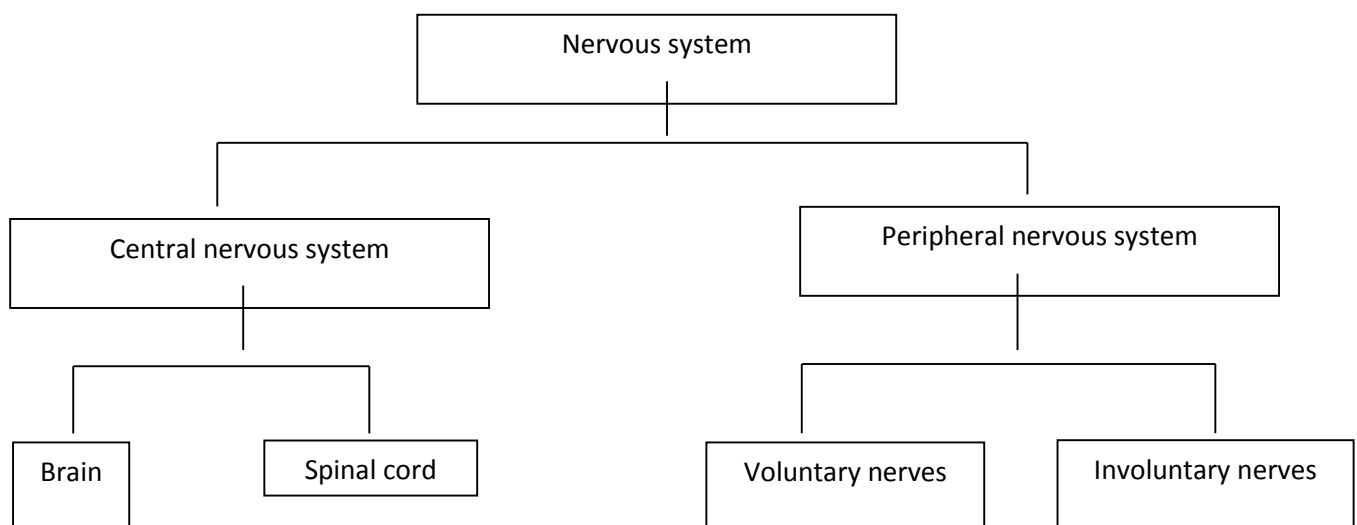 Nervous system
Central nervous system
Peripheral nervous system
Brain
Spinal cord
Voluntary nerves
Involuntary nerves